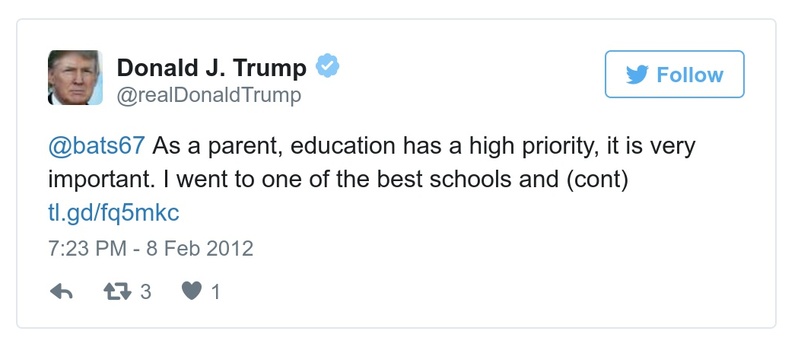 Donald J. Trump
@realDonaldTrump
Follow
@bats67 As a parent, education has a high priority, it is very
important. I went to one of the best schools and (cont)
tl.gd/fq5mkc
7:23 PM - 8 Feb 2012
3 1